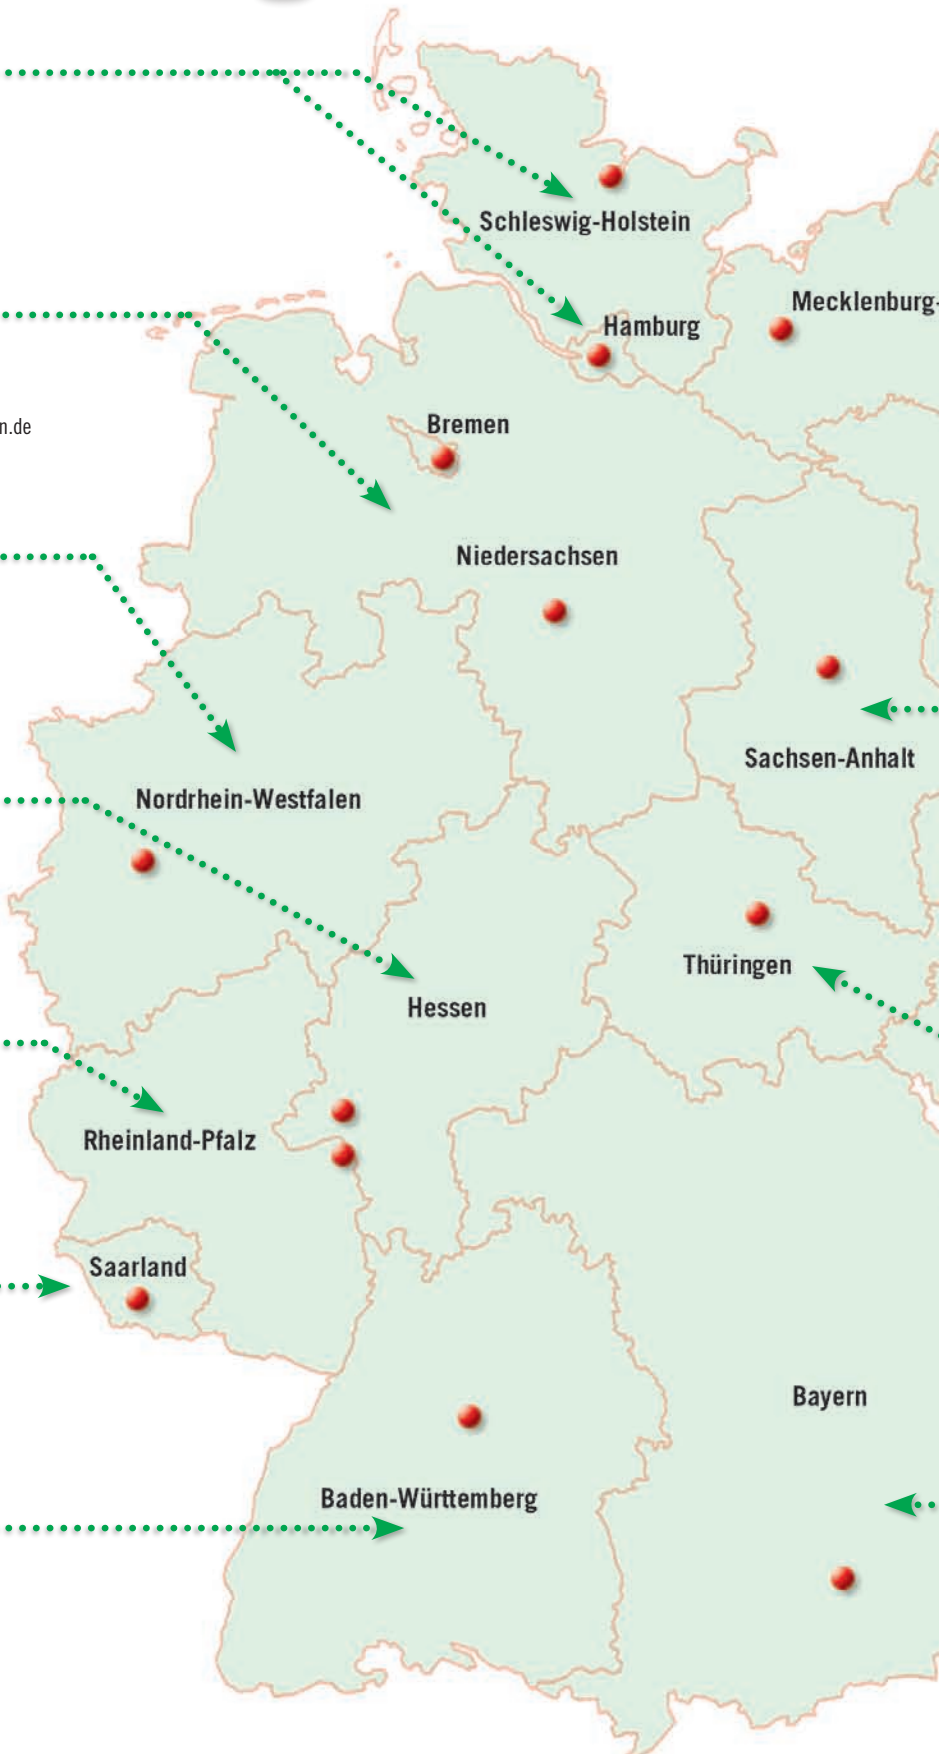 Schleswig-Holstein
Mecklenburg-
Hamburg
Bremen
n.de
Niedersachsen
Sachsen-Anhalt
Nordrhein-Westfalen
Thüringen
Hessen
Rheinland-Pfalz
Saarland
Bayern
Baden-Württemberg